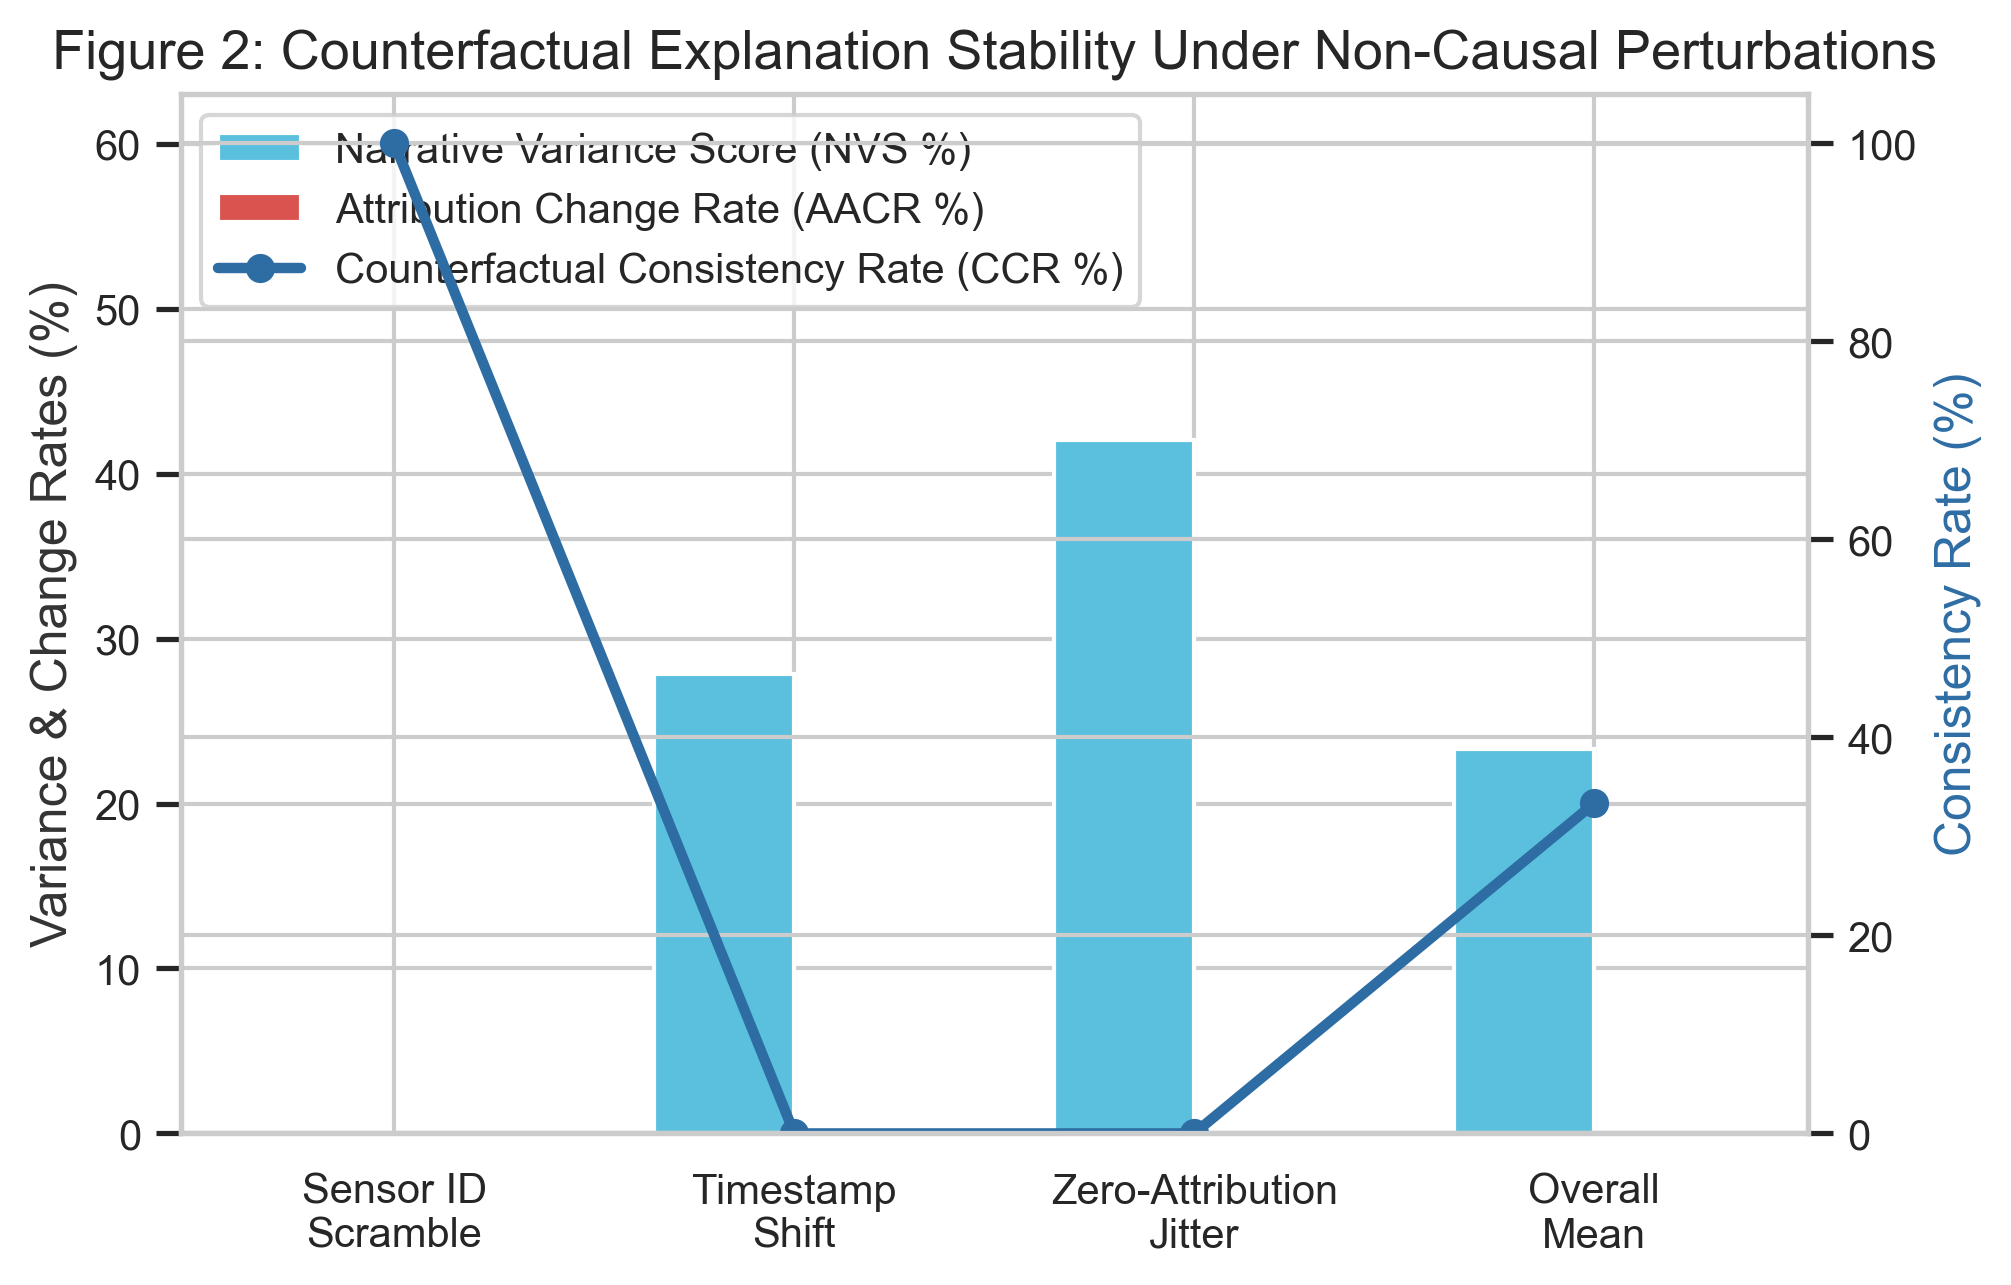 Figure 2: Counterfactual Explanation Stability Under Non-Causal Perturbations
Narrative Variance Score (NVS %)
Attribution Change Rate (AACR %)
Counterfactual Consistency Rate (CCR %)
Variance & Change Rates (%)
60
50
40
30
20
10
0
100
80
60
40
20
0
Consistency Rate (%)
Sensor ID
Scramble
Timestamp
Shift
Zero-Attribution
Jitter
Overall
Mean